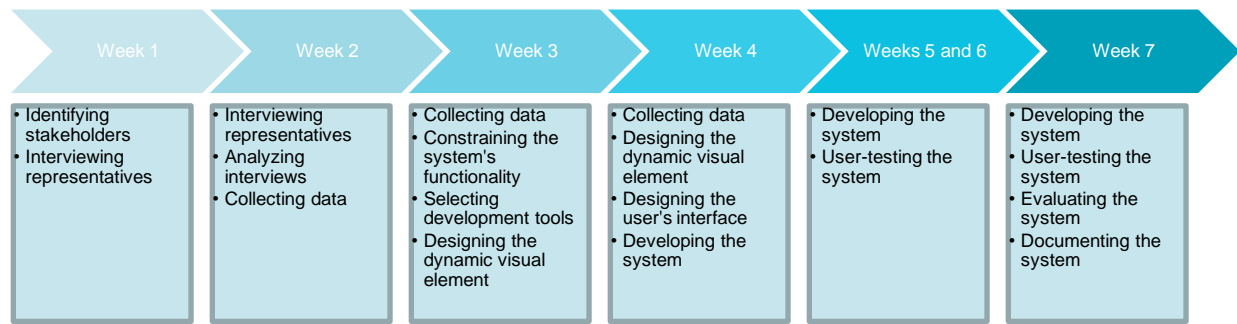 Week 1
Week 2
Week 3
Week 4
Weeks 5 and 6
Week 7
• Identifying
stakeholders
• Interviewing
representatives
• Interviewing
representatives
• Analyzing
interviews
• Collecting data
• Collecting data
• Constraining the
system's
functionality
• Selecting
development tools
• Designing the
dynamic visual
element
• Collecting data
• Designing the
dynamic visual
element
• Designing the
user's interface
• Developing the
system
• Developing the
system
• User-testing the
system
• Developing the
system
• User-testing the
system
• Evaluating the
system
• Documenting the
system